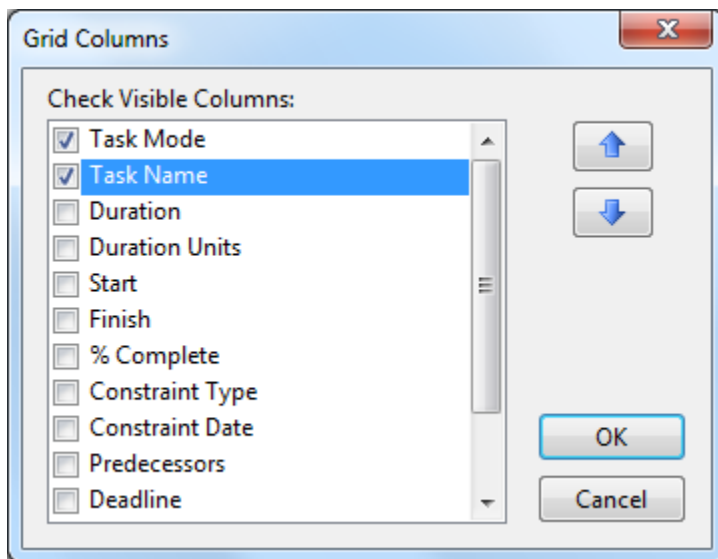 Grid Columns
Check Visible Columns:
Task Mode
Task Name
Duration
Duration Units
Start
Finish
% Complete
Constraint Type
Constraint Date
Predecessors
Deadline
OK
Cancel